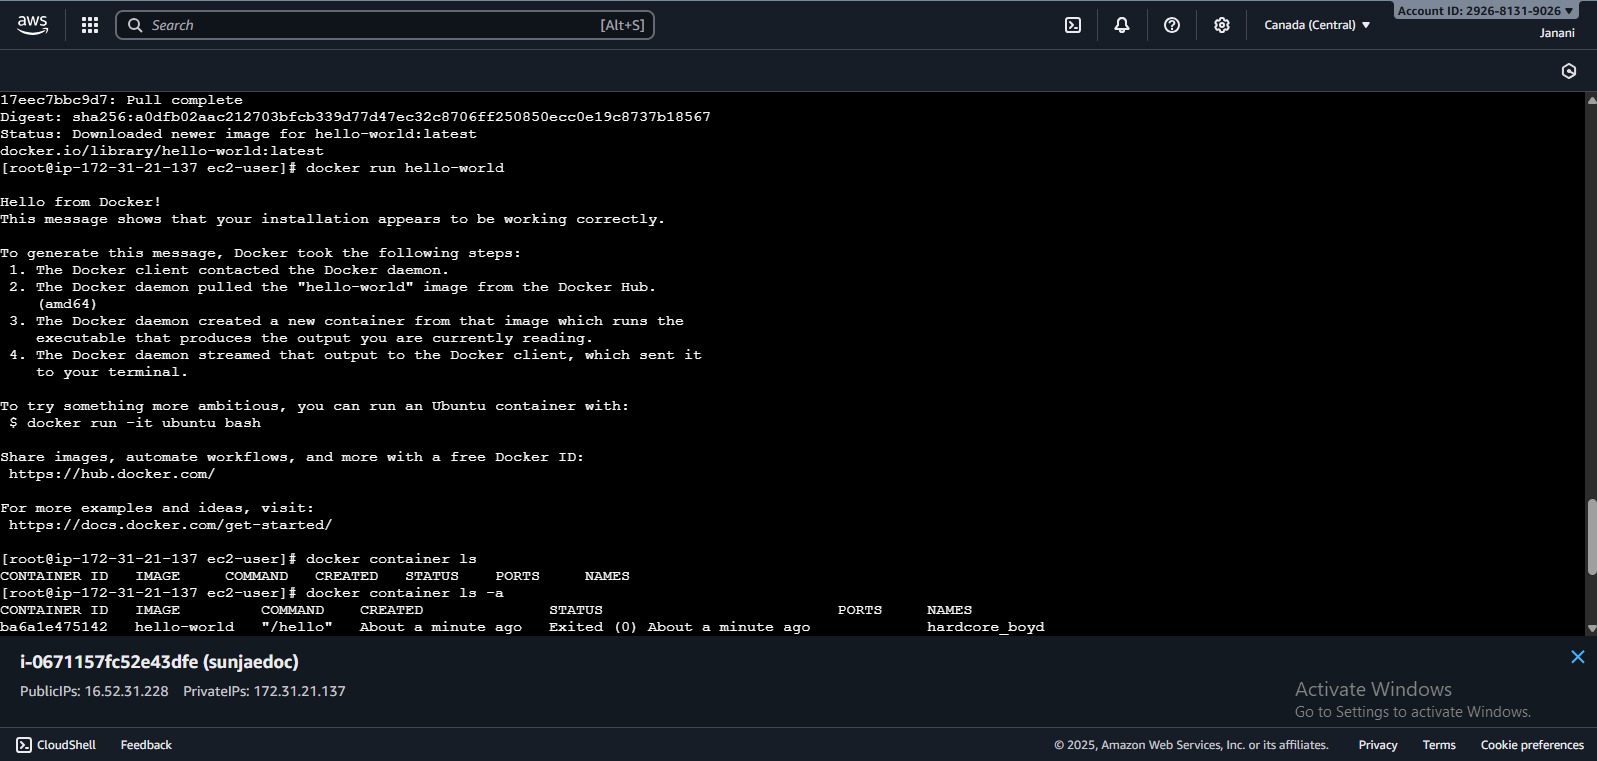 aws
Search [Alt+S]
Canada (Central)
Account ID: 2926-8131-9026
Janani
17eec7bbc9d7: Pull complete
Digest: sha256:a0dfb02aac212703bfcb339d77d47ec32c8706ff250850ecc0e19c8737b18567
Status: Downloaded newer image for hello-world:latest
docker.io/library/hello-world:latest
[root@ip-172-31-21-137 ec2-user]# docker run hello-world
Hello from Docker!
This message shows that your installation appears to be working correctly.
To generate this message, Docker took the following steps:
1. The Docker client contacted the Docker daemon.
2. The Docker daemon pulled the "hello-world" image from the Docker Hub.
(amd64)
3. The Docker daemon created a new container from that image which runs the
executable that produces the output you are currently reading.
4. The Docker daemon streamed that output to the Docker client, which sent it
to your terminal.
To try something more ambitious, you can run an Ubuntu container with:
$ docker run -it ubuntu bash
Share images, automate workflows, and more with a free Docker ID:
https://hub.docker.com/
For more examples and ideas, visit:
https://docs.docker.com/get-started/
[root@ip-172-31-21-137 ec2-user]# docker container ls
CONTAINER ID IMAGE COMMAND CREATED STATUS PORTS NAMES
[root@ip-172-31-21-137 ec2-user]# docker container ls -a
CONTAINER ID IMAGE COMMAND CREATED STATUS PORTS NAMES
ba6a1e475142 hello-world "/hello" About a minute ago Exited (0) About a minute ago hardcore_boyd
i-0671157fc52e43dfe (sunjaedoc)
PublicIPs: 16.52.31.228 PrivateIPs: 172.31.21.137
Activate Windows
Go to Settings to activate Windows.
CloudShell Feedback © 2025, Amazon Web Services, Inc. or its affiliates. Privacy Terms Cookie preferences